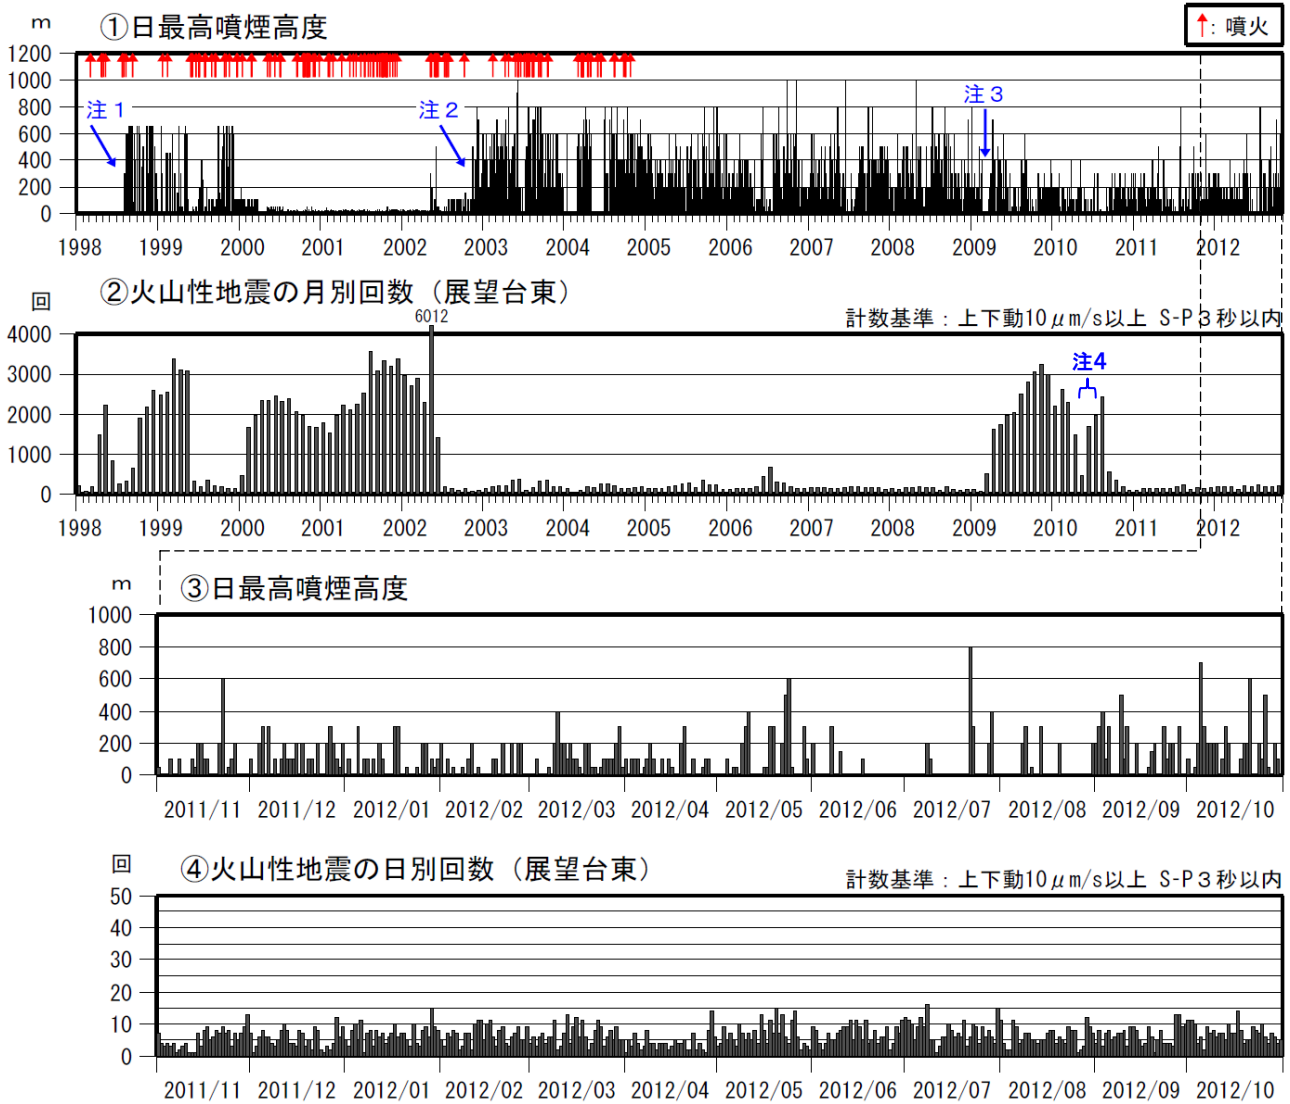 m ①日最高噴煙高度 ↑: 噴火
1200
1000
800
600
400
200
0
注1 注2 注3
1998 1999 2000 2001 2002 2003 2004 2005 2006 2007 2008 2009 2010 2011 2012
回 ②火山性地震の月別回数（展望台東）
6012 計数基準：上下動10μm/s以上 S-P3秒以内
4000
3000
2000
1000
0
注4
1998 1999 2000 2001 2002 2003 2004 2005 2006 2007 2008 2009 2010 2011 2012
m ③日最高噴煙高度
1000
800
600
400
200
0
2011/11 2011/12 2012/01 2012/02 2012/03 2012/04 2012/05 2012/06 2012/07 2012/08 2012/09 2012/10
回 ④火山性地震の日別回数（展望台東） 計数基準：上下動10μm/s以上 S-P3秒以内
50
40
30
20
10
0
2011/11 2011/12 2012/01 2012/02 2012/03 2012/04 2012/05 2012/06 2012/07 2012/08 2012/09 2012/10